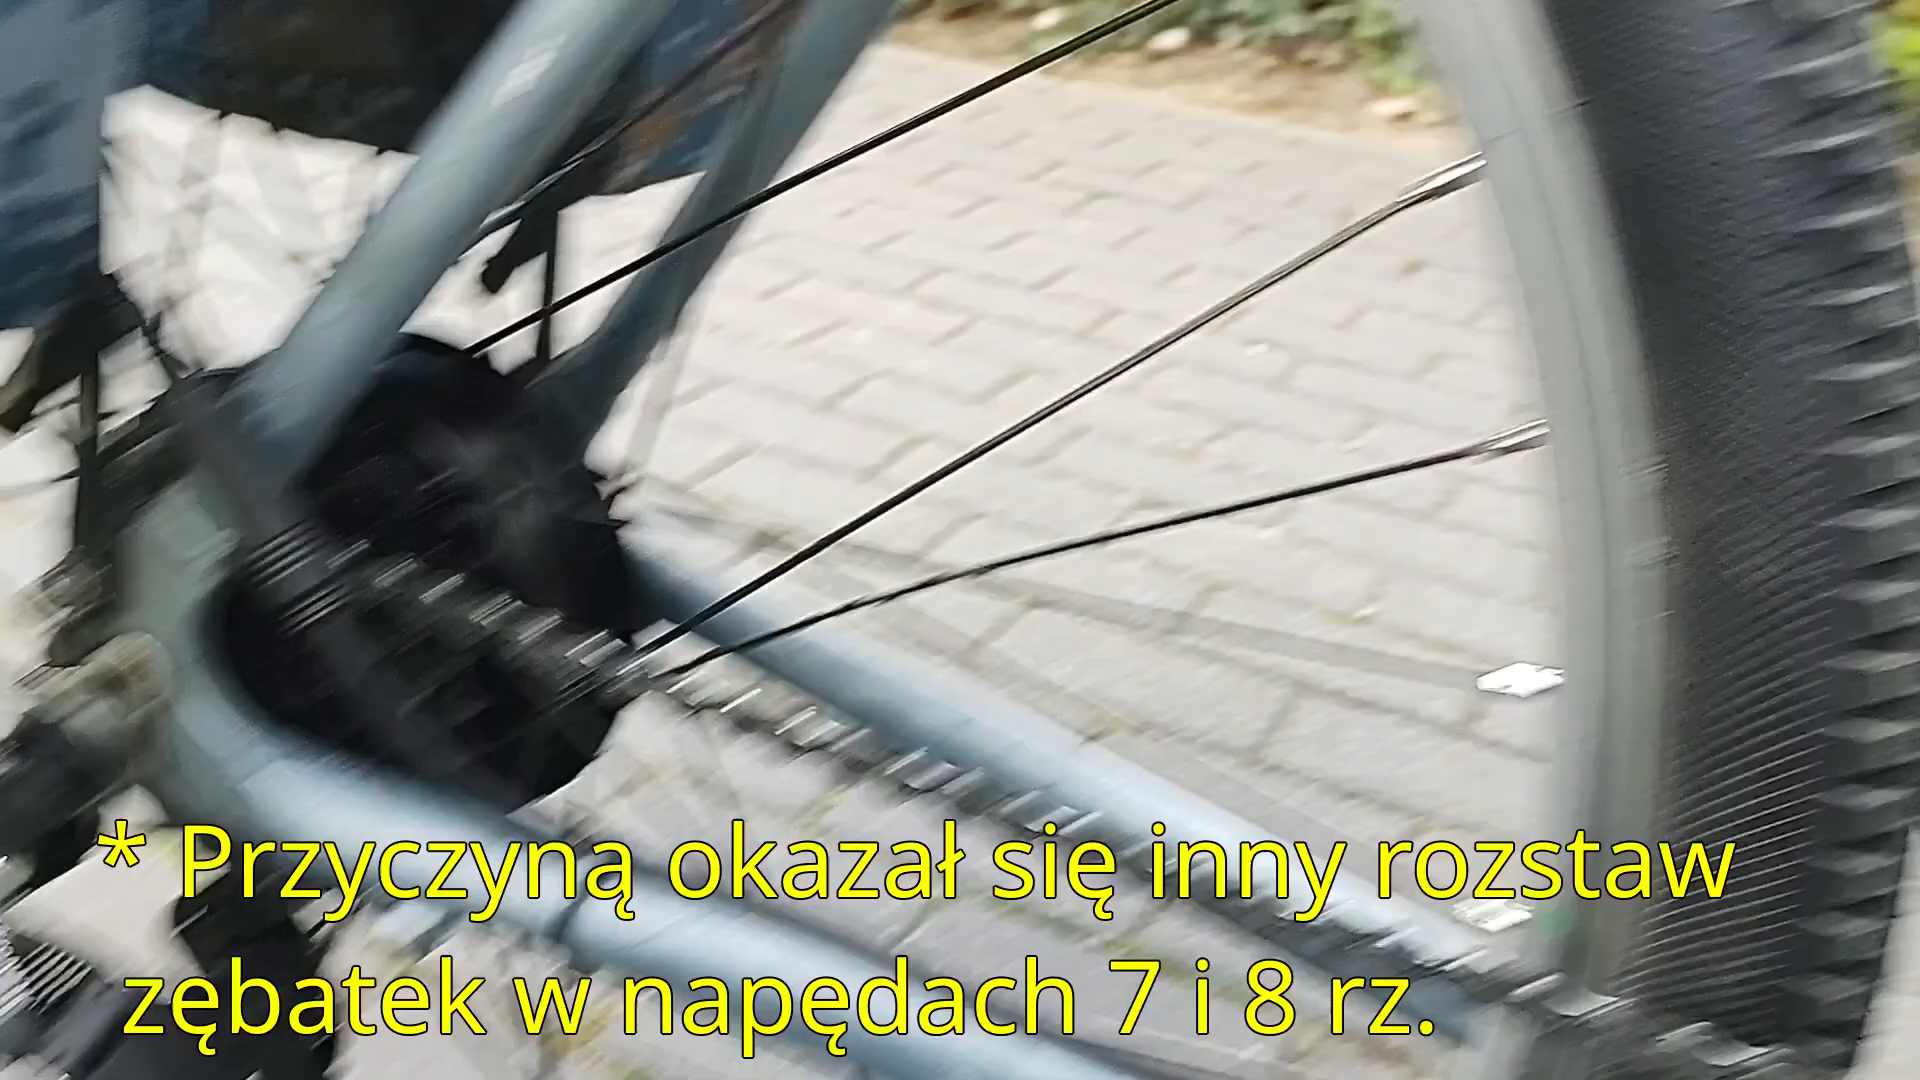 * Przyczyną okazał się inny rozstaw
zębatek w napędach 7 i 8 rz.